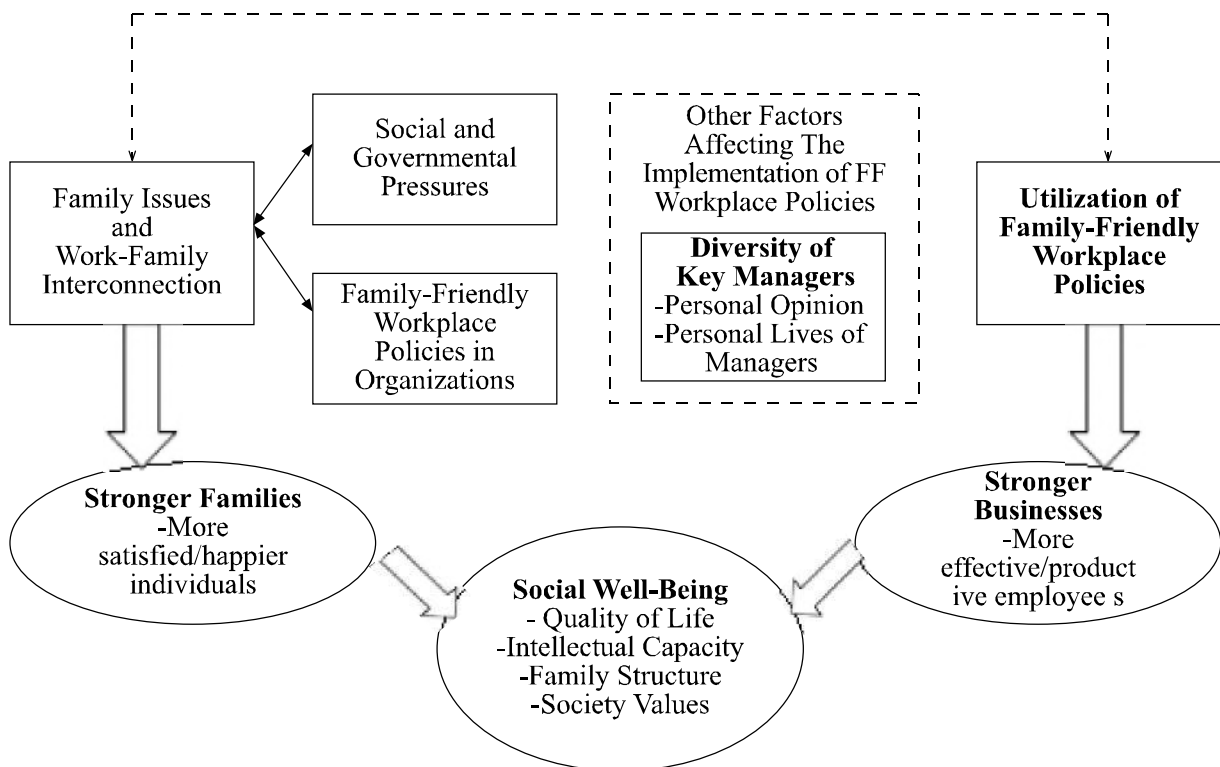 Family Issues
and
Work-Family
Interconnection
Social and
Governmental
Pressures
Family-Friendly
Workplace
Policies in
Organizations
Other Factors
Affecting The
Implementation of FF
Workplace Policies
Diversity of
Key Managers
-Personal Opinion
-Personal Lives of
Managers
Utilization of
Family-Friendly
Workplace
Policies
Stronger Families
-More
satisfied/happier
individuals
Social Well-Being
- Quality of Life
-Intellectual Capacity
-Family Structure
-Society Values
Stronger
Businesses
-More
effective/product
ive employee s